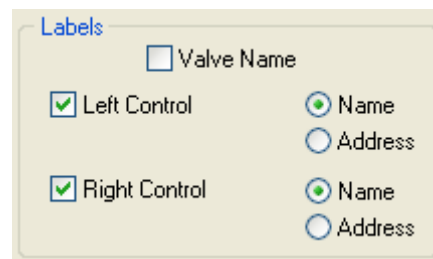 Labels
Valve Name
Left Control Name
Address
Right Control Name
Address